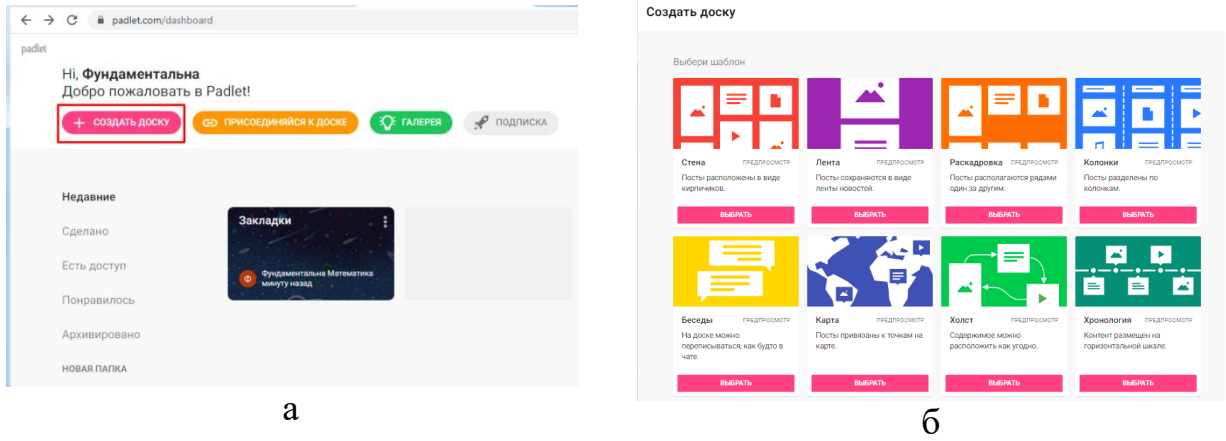 padlet.com/dashboard
padlet
Hi, Фундаментальна
Добро пожаловать в Padlet!
+ СОЗДАТЬ ДОСКУ
ПРИСОЕДИНЯЙСЯ К ДОСКЕ
ГАЛЕРЕЯ
ПОДПИСКА
Недавние
Сделано
Есть доступ
Понравилось
Архивировано
НОВАЯ ПАПКА
Закладки
Ф
Фундаментальна Математика
минуту назад
а
Создать доску
Выбери шаблон
Стена ПРЕДПРОСМОТР
Посты расположены в виде
кирпичиков.
ВЫБРАТЬ
Лента ПРЕДПРОСМОТР
Посты сохраняются в виде
ленты новостей.
ВЫБРАТЬ
Раскадровка ПРЕДПРОСМОТР
Посты располагаются рядами
один за другим.
ВЫБРАТЬ
Колонки ПРЕДПРОСМОТР
Посты разделены по
колонкам.
ВЫБРАТЬ
Беседы ПРЕДПРОСМОТР
На доске можно
переписываться, как будто в
чате.
ВЫБРАТЬ
Карта ПРЕДПРОСМОТР
Посты привязаны к точкам на
карте.
ВЫБРАТЬ
Холст ПРЕДПРОСМОТР
Содержимое можно
расположить как угодно.
ВЫБРАТЬ
Хронология ПРЕДПРОСМОТР
Контент размещен на
горизонтальной шкале.
ВЫБРАТЬ
б